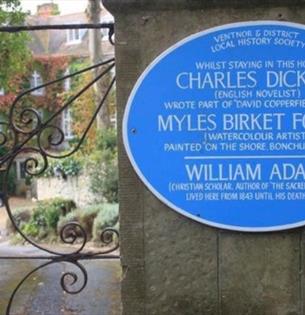 VENTNOR & DISTRICT
LOCAL HISTORY SOCIETY
WHILST STAYING IN THIS HO
CHARLES DICK
(ENGLISH NOVELIST)
WROTE PART OF "DAVID COPPERFI
MYLES BIRKET FO
(WATERCOLOUR ARTIS
PAINTED "ON THE SHORE, BONCHU
WILLIAM ADA
(CHRISTIAN SCHOLAR, AUTHOR OF THE 'SACRE
LIVED HERE FROM 1843 UNTIL HIS DEATH